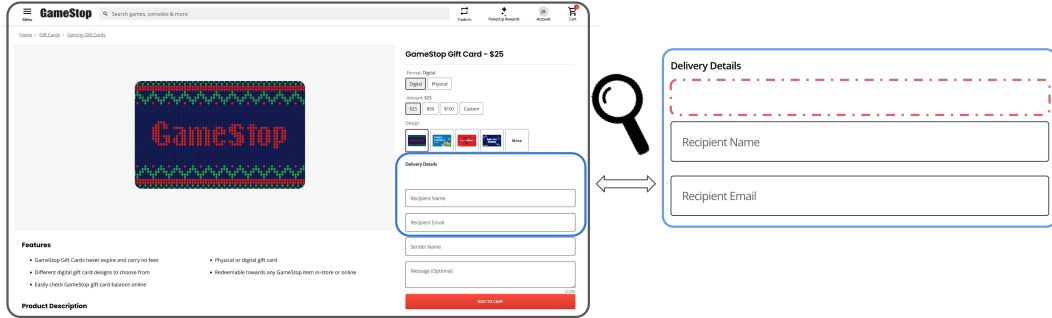 Menu
GameStop
Search games, consoles & more
Trade-In
PowerUp Rewards
JB
Account
Cart
Home / Gift Cards / Gaming Gift Cards
GameStop
GameStop Gift Card - $25
Format: Digital
Digital Physical
Amount: $25
$25 $50 $100 Custom
Design
More
Delivery Details
Recipient Name
Recipient Email
Sender Name
Message (Optional)
ADD TO CART
Features
• GameStop Gift Cards never expire and carry no fees
• Different digital gift card designs to choose from
• Easily check GameStop gift card balance online
• Physical or digital gift card
• Redeemable towards any GameStop item in-store or online
Product Description
Delivery Details
Recipient Name
Recipient Email